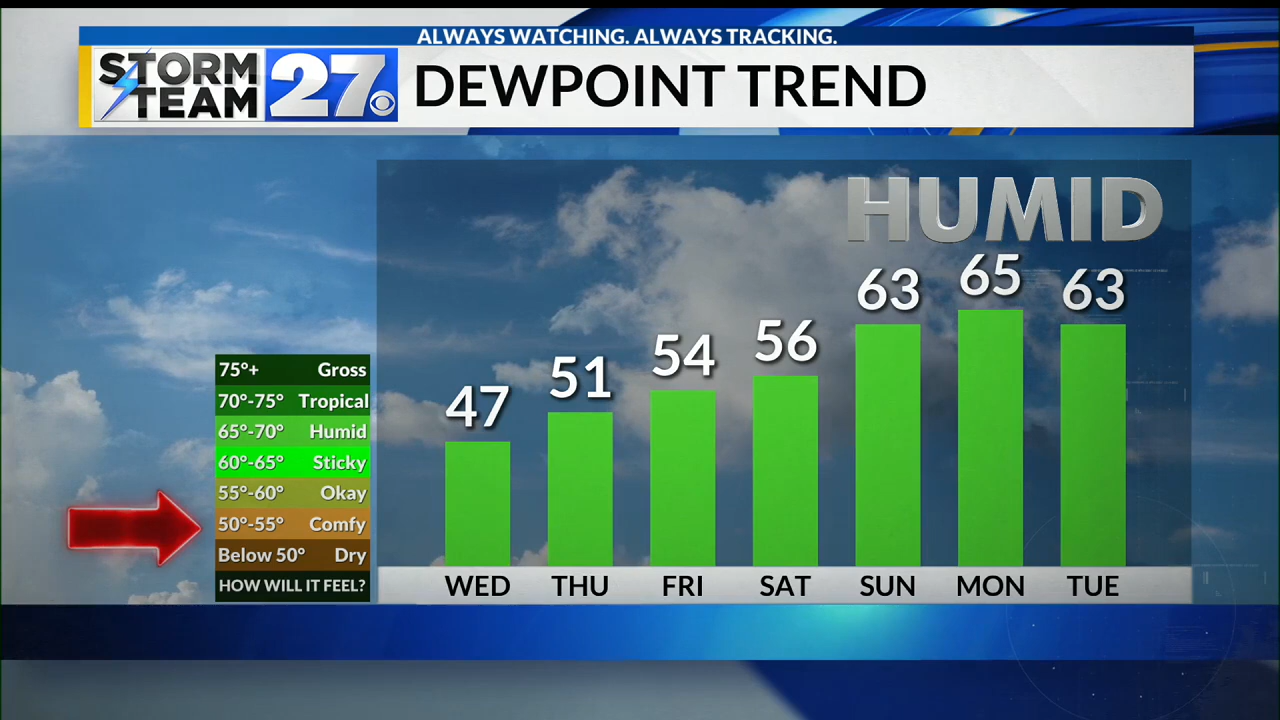 ALWAYS WATCHING. ALWAYS TRACKING.
STORM TEAM 27
DEWPOINT TREND
HUMID
47 51 54 56 63 65 63
WED THU FRI SAT SUN MON TUE
75°+ Gross
70°-75° Tropical
65°-70° Humid
60°-65° Sticky
55°-60° Okay
50°-55° Comfy
Below 50° Dry
HOW WILL IT FEEL?